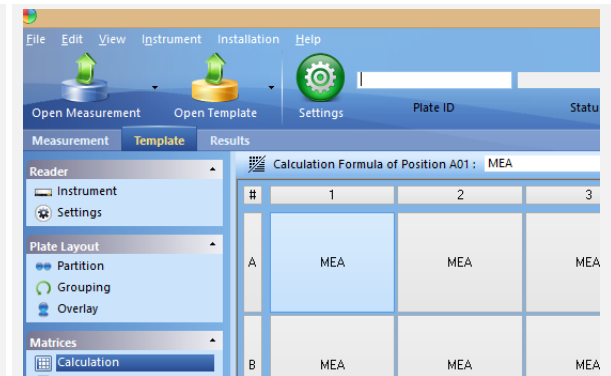 File Edit View Instrument Installation Help
Open Measurement Open Template Settings Plate ID Statu
Measurement Template Results
Reader
Instrument
Settings
Plate Layout
Partition
Grouping
Overlay
Matrices
Calculation
Calculation Formula of Position A01 : MEA
# 1 2 3
A MEA MEA MEA
B MEA MEA MEA